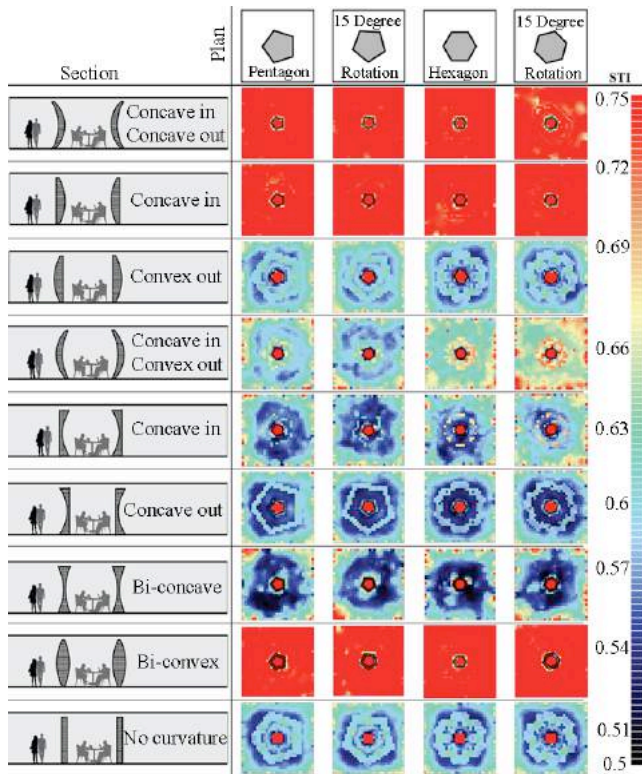 Plan
15 Degree
15 Degree
Section
Pentagon
Rotation
Hexagon
Rotation
STI
Concave in
Concave out
Concave in
Convex out
Concave in
Convex out
Concave in
Concave out
Bi-concave
Bi-convex
No curvature
0.75
0.72
0.69
0.66
0.63
0.6
0.57
0.54
0.51
0.5